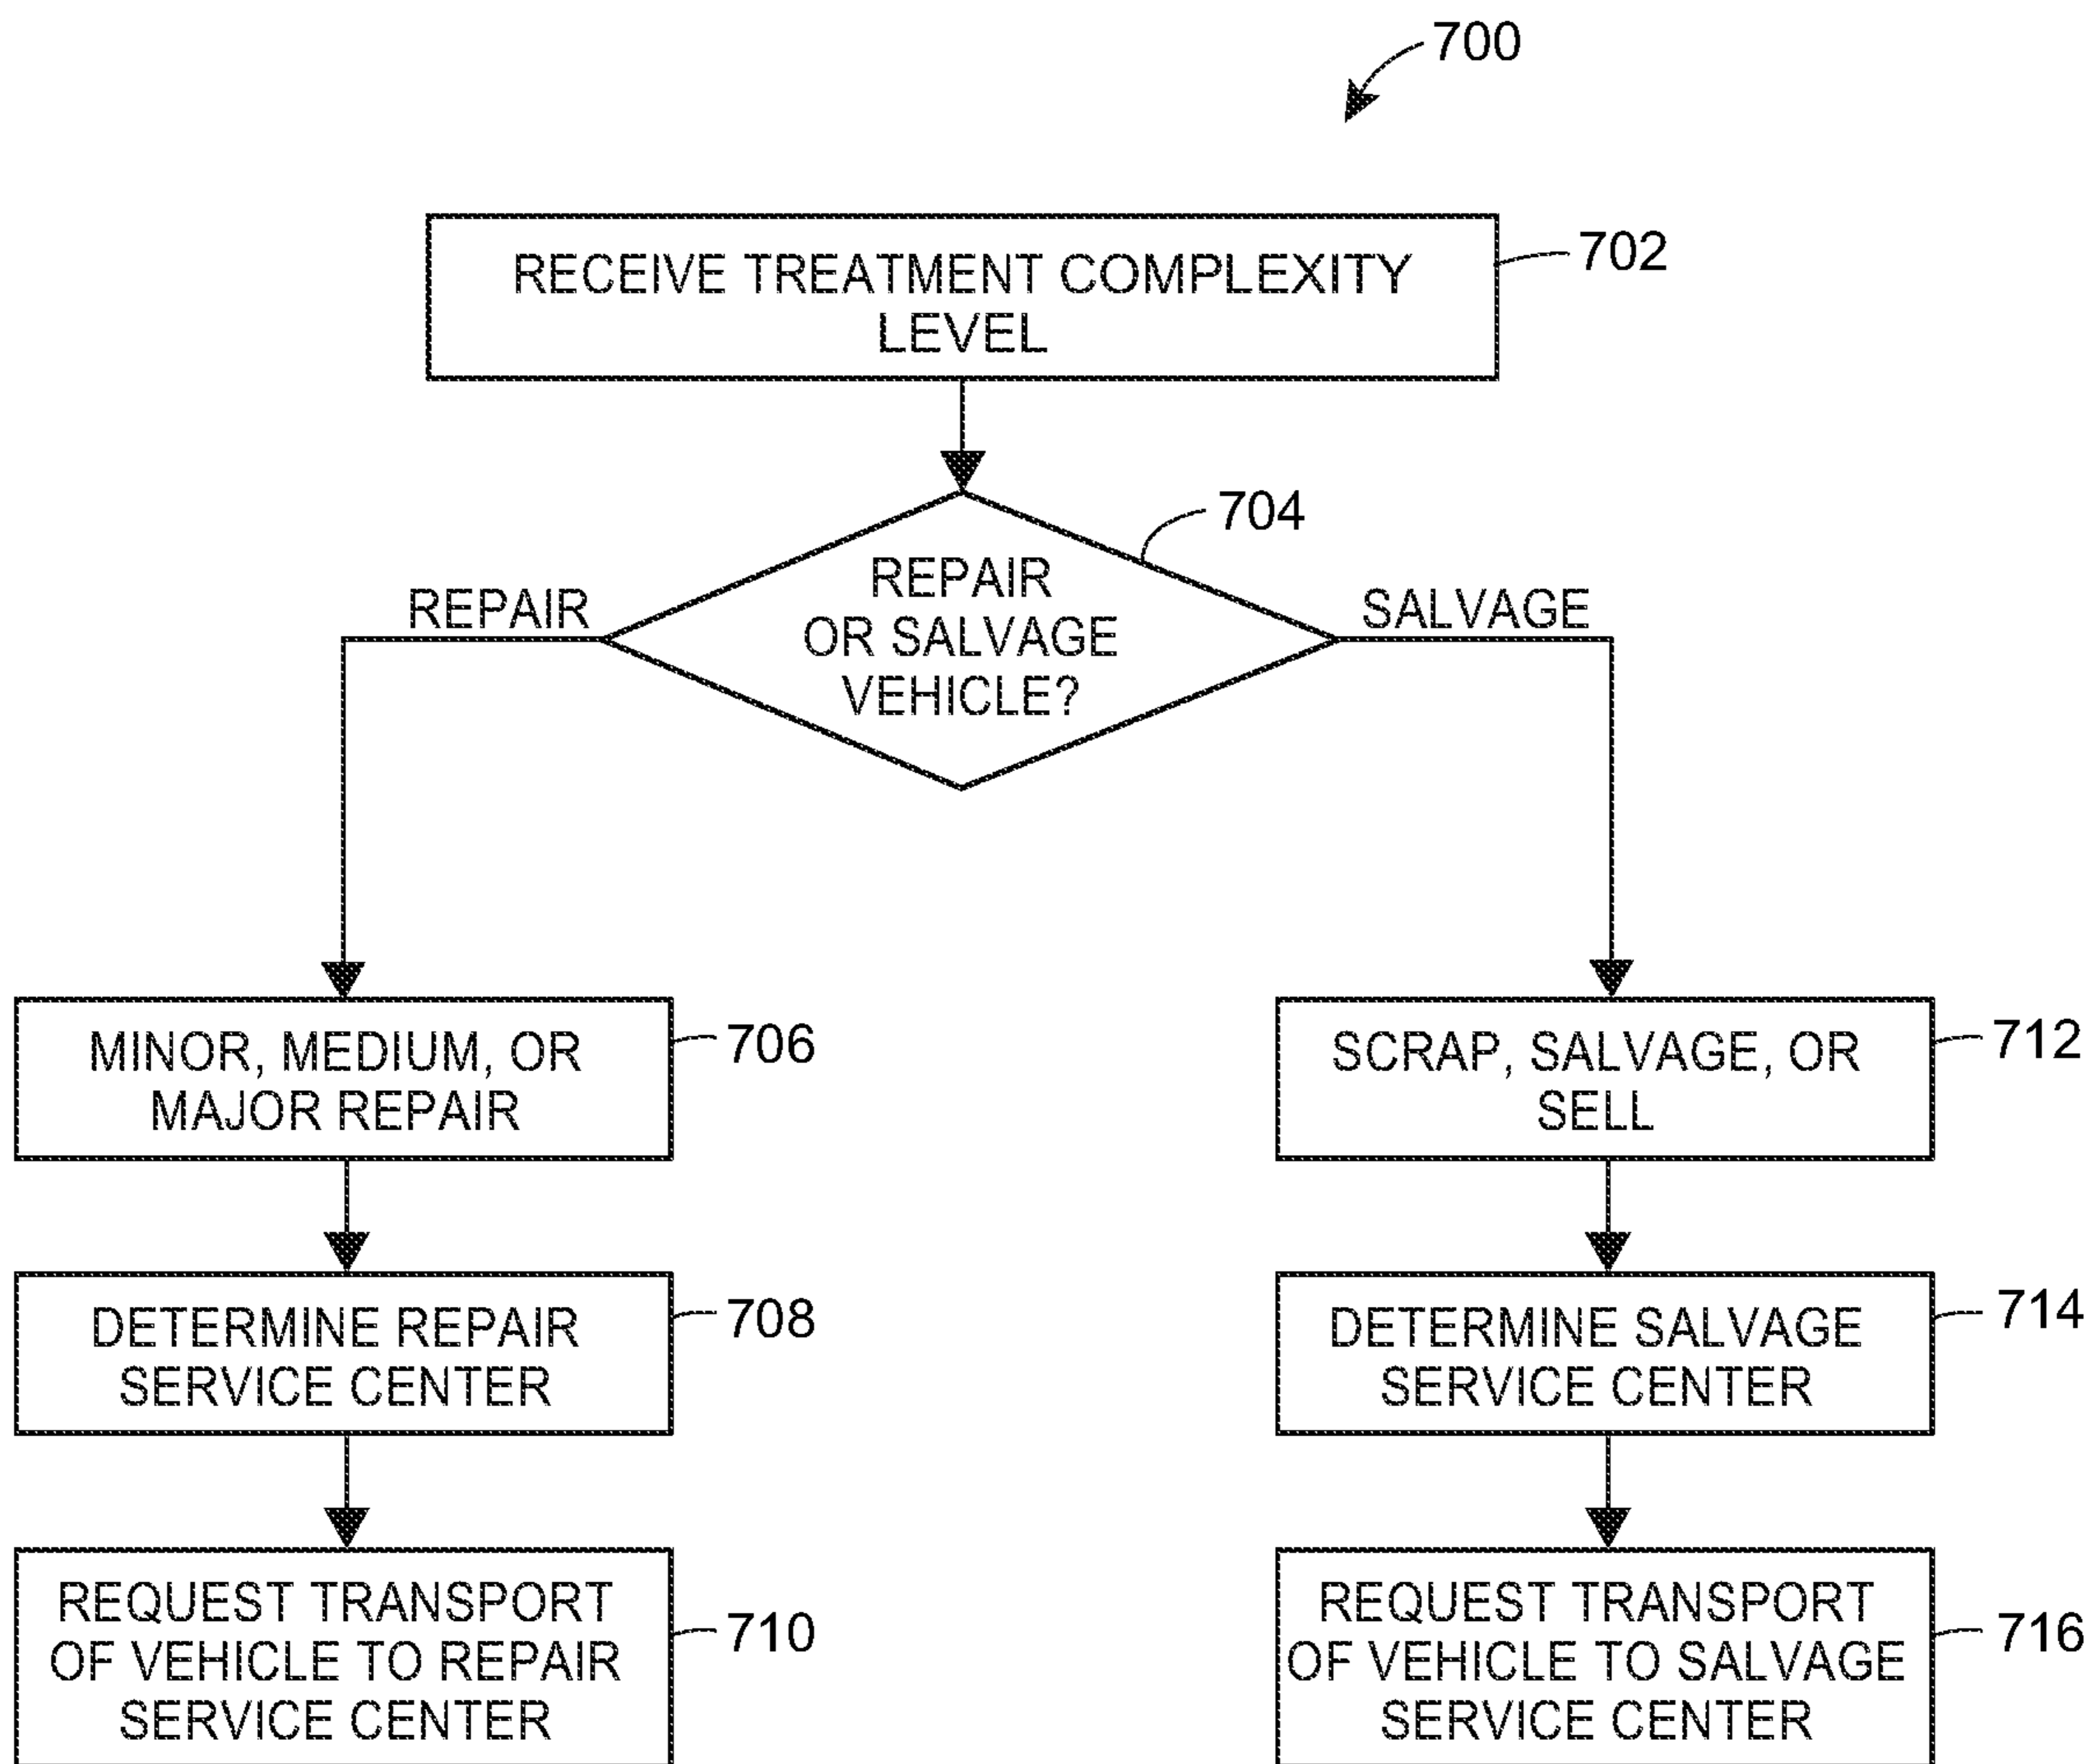 700
RECEIVE TREATMENT COMPLEXITY
LEVEL
702
704
REPAIR
OR SALVAGE
VEHICLE?
REPAIR
SALVAGE
MINOR, MEDIUM, OR
MAJOR REPAIR
706
SCRAP, SALVAGE, OR
SELL
712
DETERMINE REPAIR
SERVICE CENTER
708
DETERMINE SALVAGE
SERVICE CENTER
714
REQUEST TRANSPORT
OF VEHICLE TO REPAIR
SERVICE CENTER
710
REQUEST TRANSPORT
OF VEHICLE TO SALVAGE
SERVICE CENTER
716